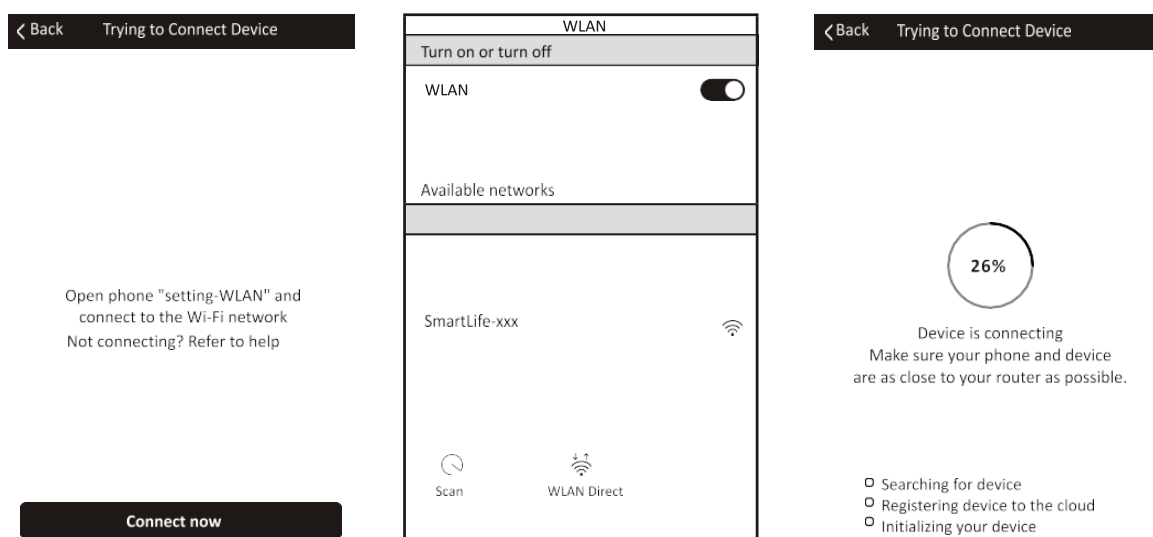 Back Trying to Connect Device
Open phone "setting-WLAN" and
connect to the Wi-Fi network
Not connecting? Refer to help
Connect now
WLAN
Turn on or turn off
WLAN
Available networks
SmartLife-xxx
Scan WLAN Direct
Back Trying to Connect Device
26%
Device is connecting
Make sure your phone and device
are as close to your router as possible.
Searching for device
Registering device to the cloud
Initializing your device